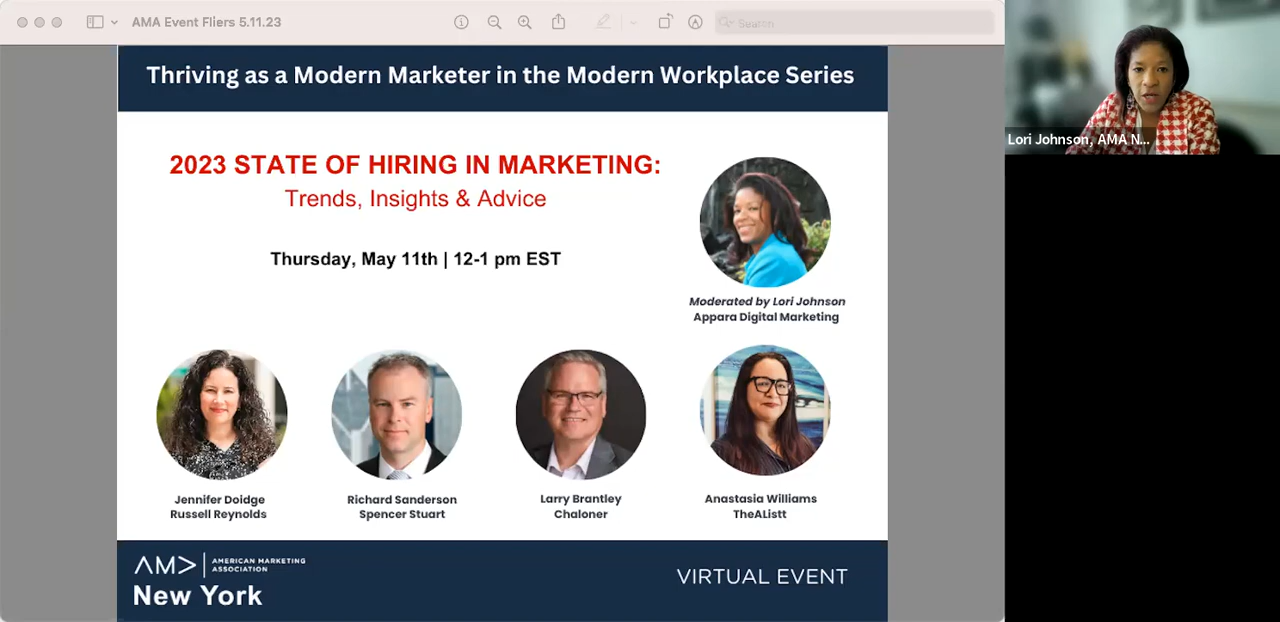 AMA Event Fliers 5.11.23
Search
Thriving as a Modern Marketer in the Modern Workplace Series
2023 STATE OF HIRING IN MARKETING:
Trends, Insights & Advice
Thursday, May 11th | 12-1 pm EST
Moderated by Lori Johnson
Appara Digital Marketing
Jennifer Doidge
Russell Reynolds
Richard Sanderson
Spencer Stuart
Larry Brantley
Chaloner
Anastasia Williams
TheAListt
AMA
AMERICAN MARKETING
ASSOCIATION
New York
VIRTUAL EVENT
Lori Johnson, AMA N...